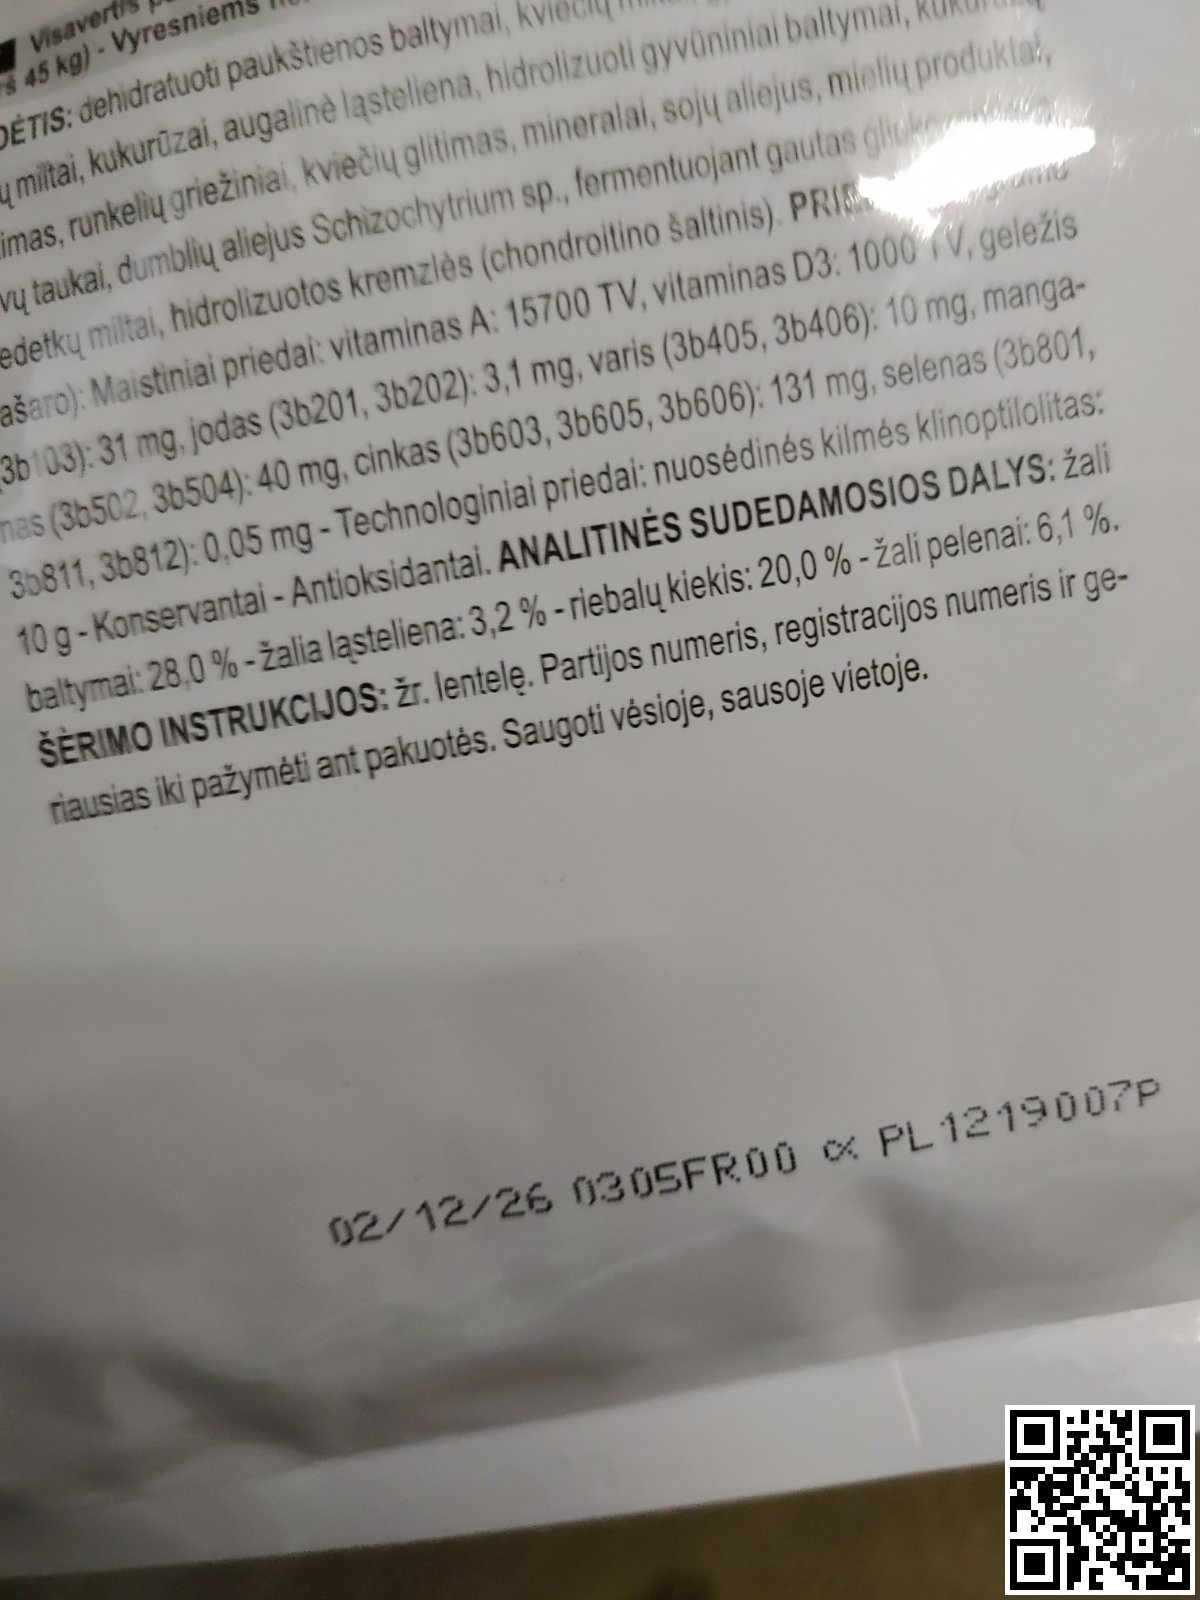 Visavertis
45 kg) - Vyresniems
dehidratuoti paukštienos baltymai, kviečių
miltai, kukurūzai, augalinė ląsteliena, hidrolizuoti gyvūniniai baltymai,
runkelių griežiniai, kviečių glitimas, mineralai, sojų aliejus, mielių produktai,
taukai, dumblių aliejus Schizochytrium sp., fermentuojant gautas
miltai, hidrolizuotos kremzlės (chondroitino šaltinis).
Maistiniai priedai: vitaminas A: 15700 TV, vitaminas D3: 1000 TV, geležis
(3b103): 31 mg, jodas (3b201, 3b202): 3,1 mg, varis (3b405, 3b406): 10 mg, manga-
nas (3b502, 3b504): 40 mg, cinkas (3b603, 3b605, 3b606): 131 mg, selenas (3b801,
3b811, 3b812): 0,05 mg - Technologiniai priedai: nuosėdinės kilmės klinoptilolitas:
10 g - Konservantai - Antioksidantai. ANALITINĖS SUDEDAMOSIOS DALYS: žali
baltymai: 28,0 % - žalia ląsteliena: 3,2 % - riebalų kiekis: 20,0 % - žali pelenai: 6,1 %.
ŠĖRIMO INSTRUKCIJOS: žr. lentelę. Partijos numeris, registracijos numeris ir ge-
riausias iki pažymėti ant pakuotės. Saugoti vėsioje, sausoje vietoje.
02/12/26 0305FR00 α PL1219007P